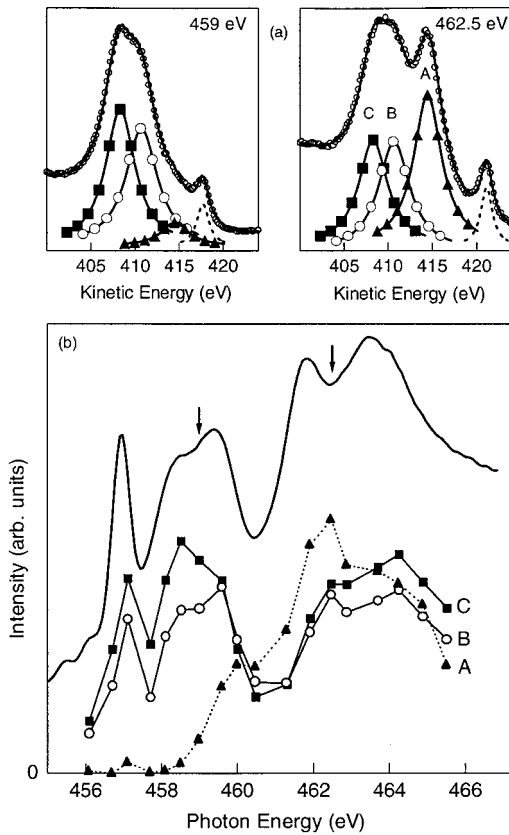 459 eV
(a)
462.5 eV
A
C
B
405 410 415 420
405 410 415 420
Kinetic Energy (eV)
Kinetic Energy (eV)
(b)
Intensity (arb. units)
C
B
A
0
456 458 460 462 464 466
Photon Energy (eV)